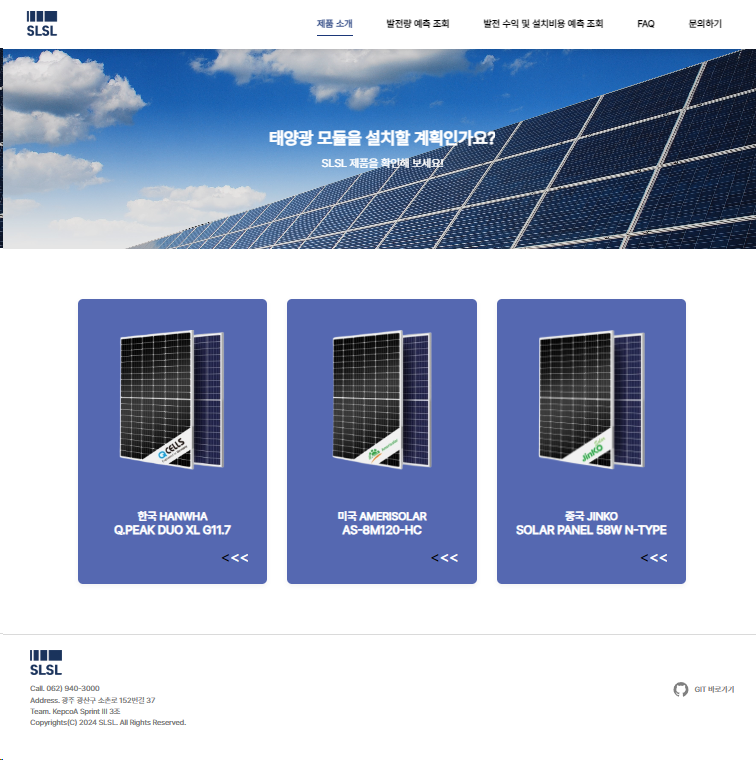 SLSL
제품 소개
발전량 예측 조회
발전 수익 및 설치비용 예측 조회
FAQ
문의하기
태양광 모듈을 설치할 계획인가요?
SLSL 제품을 확인해 보세요!
QCELLS
JinKO
한국 HANWHA
Q.PEAK DUO XL G11.7
<<<
미국 AMERISOLAR
AS-8M120-HC
<<<
중국 JINKO
SOLAR PANEL 58W N-TYPE
<<<
SLSL
Call. 062) 940-3000
Address. 광주 광산구 소촌로 152번길 37
Team. KepcoA Sprint III 3조
Copyrights(C) 2024 SLSL. All Rights Reserved.
GIT 바로가기